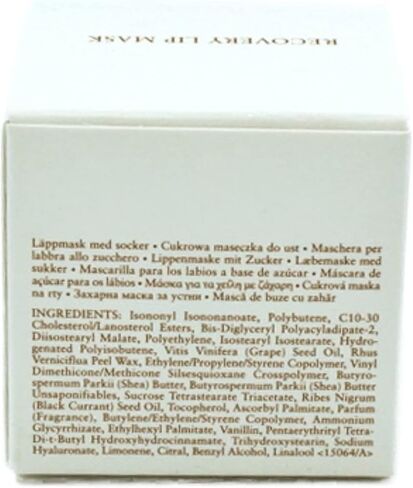 RECOVERY LIP MASK
Läppmask med socker • Cukrowa maseczka do ust • Maschera per
labbra allo zucchero • Lippenmaske mit Zucker • Læbemaske med
sukker • Mascarilla para los labios a base de azúcar • Máscara de
açúcar para os lábios • Μάσκα για τα χείλη με ζάχαρη • Cukrová maska
na rty • Захарна маска за устни • Mască de buze cu zahăr
INGREDIENTS: Isononyl Isononanoate, Polybutene, C10-30
Cholesterol/Lanosterol Esters, Bis-Diglyceryl Polyacyladipate-2,
Diisostearyl Malate, Polyethylene, Isostearyl Isostearate, Hydro-
genated Polyisobutene, Vitis Vinifera (Grape) Seed Oil, Rhus
Verniciflua Peel Wax, Ethylene/Propylene/Styrene Copolymer, Vinyl
Dimethicone/Methicone Silsesquioxane Crosspolymer, Butyro-
spermum Parkii (Shea) Butter, Butyrospermum Parkii (Shea) Butter
Unsaponifiables, Sucrose Tetrastearate Triacetate, Ribes Nigrum
(Black Currant) Seed Oil, Tocopherol, Ascorbyl Palmitate, Parfum
(Fragrance), Butylene/Ethylene/Styrene Copolymer, Ammonium
Glycyrrhizate, Ethylhexyl Palmitate, Vanillin, Pentaerythrityl Tetra-
Di-t-Butyl Hydroxyhydrocinnamate, Trihydroxystearin, Sodium
Hyaluronate, Limonene, Citral, Benzyl Alcohol, Linalool <15064/A>